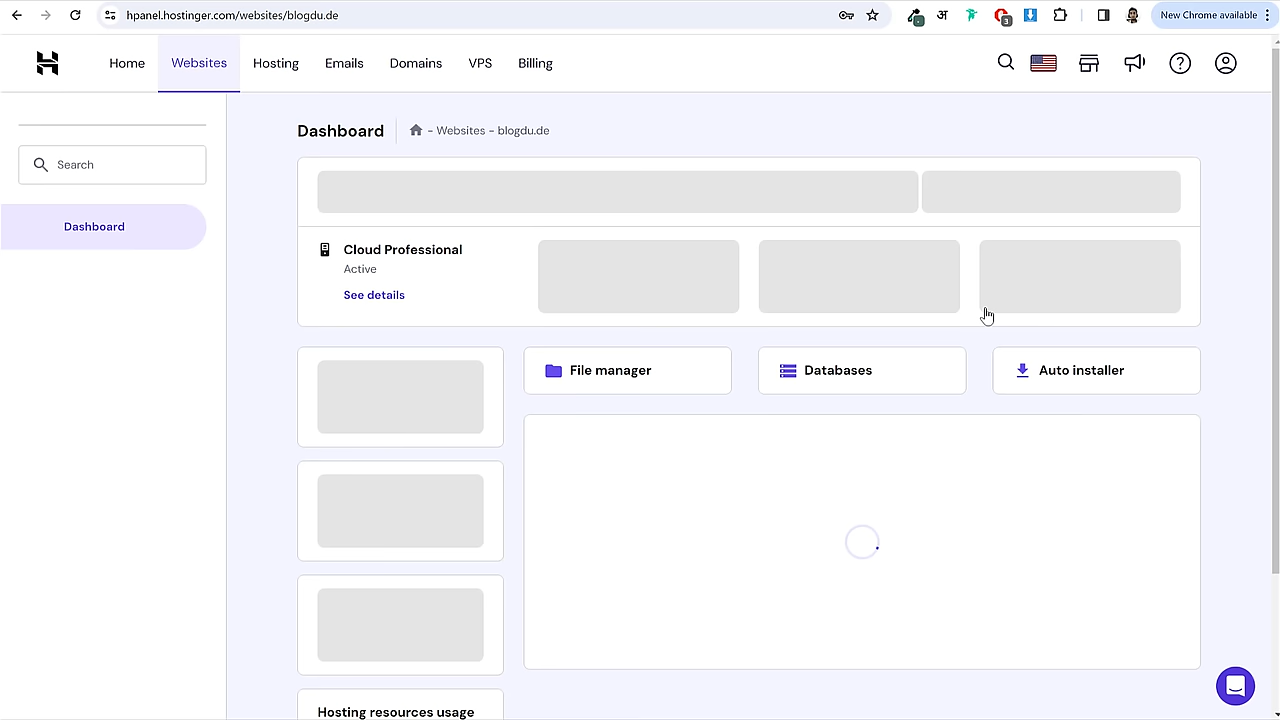 hpanel.hostinger.com/websites/blogdu.de
अ
3
New Chrome available
Home
Websites
Hosting
Emails
Domains
VPS
Billing
Search
Dashboard
Dashboard
- Websites - blogdu.de
Cloud Professional
Active
See details
File manager
Databases
Auto installer
Hosting resources usage